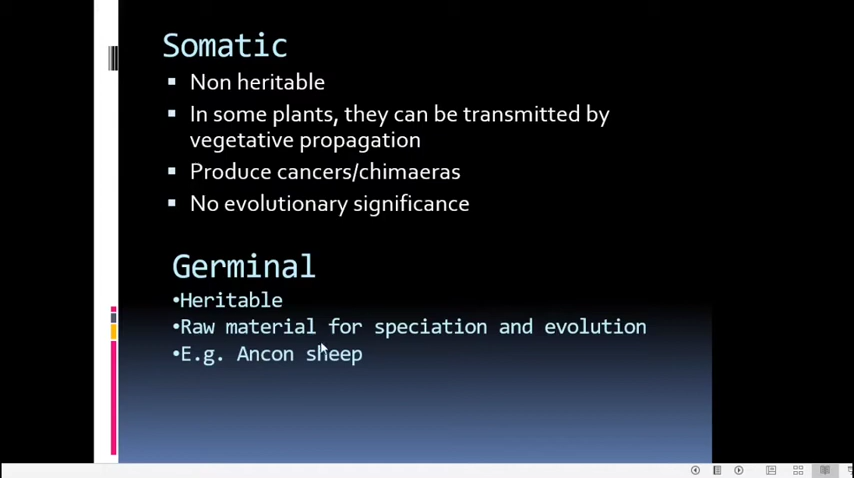 Somatic
▪ Non heritable
▪ In some plants, they can be transmitted by
vegetative propagation
▪ Produce cancers/chimaeras
▪ No evolutionary significance
Germinal
•Heritable
•Raw material for speciation and evolution
•E.g. Ancon sheep